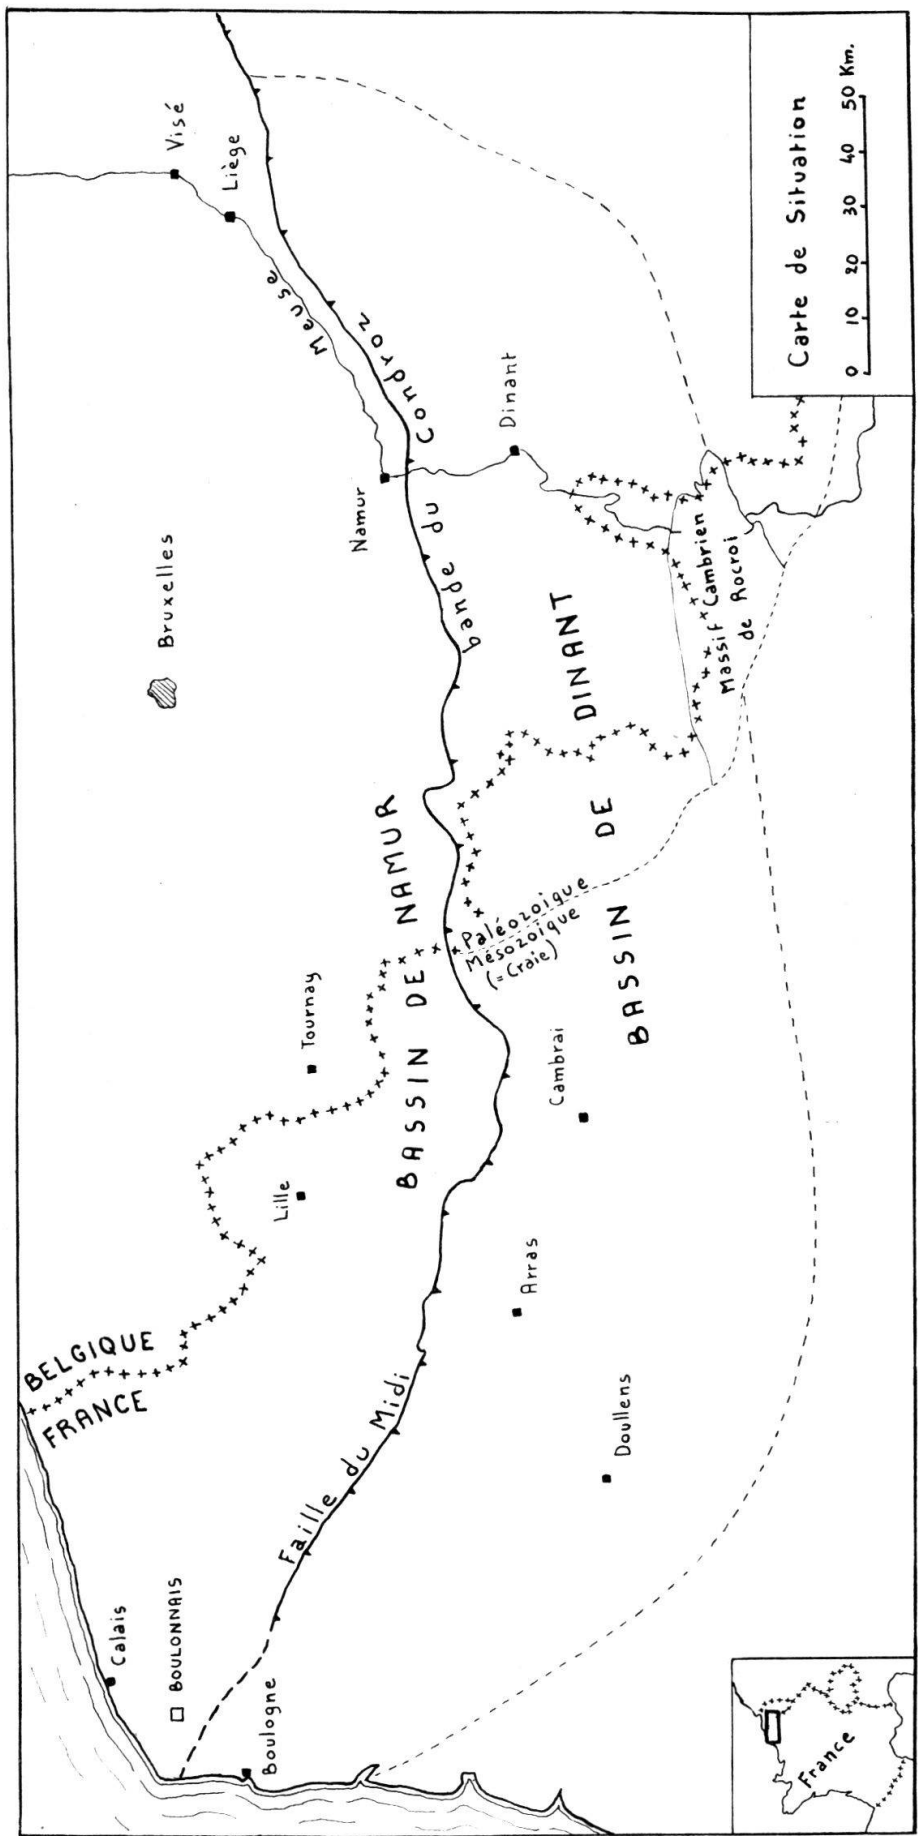 Calais
BOULONNAIS
Boulogne
BELGIQUE
FRANCE
Faille du Midi
Lille
Tournay
Bruxelles
Visé
Liège
Meuse
Namur
Dinant
BASSIN DE NAMUR
bande du Condroz
Arras
Doullens
Cambrai
Paléozoïque
Mésozoïque
(=Craie)
BASSIN DE DINANT
Massif Cambrien
de Rocroi
Carte de Situation
0 10 20 30 40 50 Km.
France